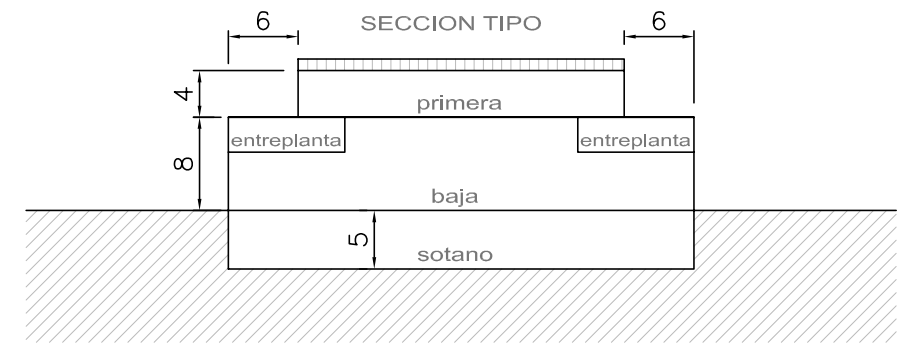 6 SECCION TIPO 6
4
primera
entreplanta entreplanta
8
baja
5
sotano